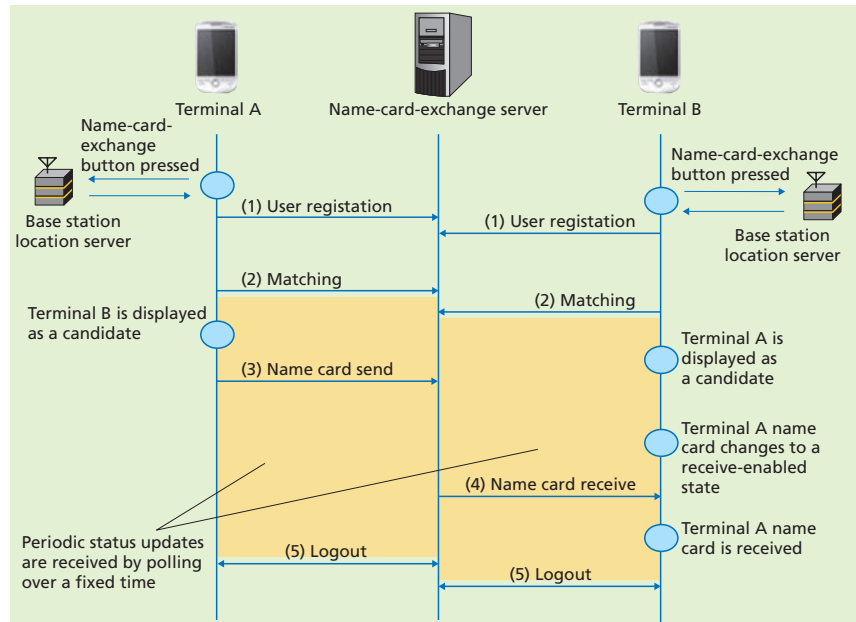 Terminal A
Name-card-exchange server
Terminal B
Name-card-
exchange
button pressed
Name-card-exchange
button pressed
Base station
location server
(1) User registation
(1) User registation
Base station
location server
(2) Matching
(2) Matching
Terminal B is displayed
as a candidate
Terminal A is
displayed as
a candidate
(3) Name card send
Terminal A name
card changes to a
receive-enabled
state
(4) Name card receive
Periodic status updates
are received by polling
over a fixed time
Terminal A name
card is received
(5) Logout
(5) Logout